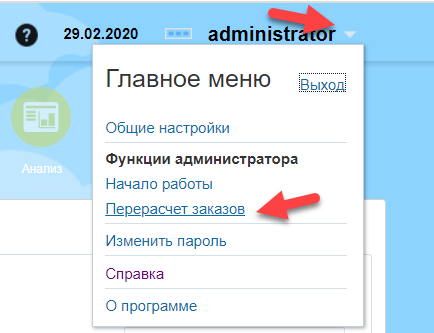 ?
29.02.2020
administrator
Главное меню
Выход
Общие настройки
Функции администратора
Начало работы
Перерасчет заказов
Изменить пароль
Справка
О программе
Анализ